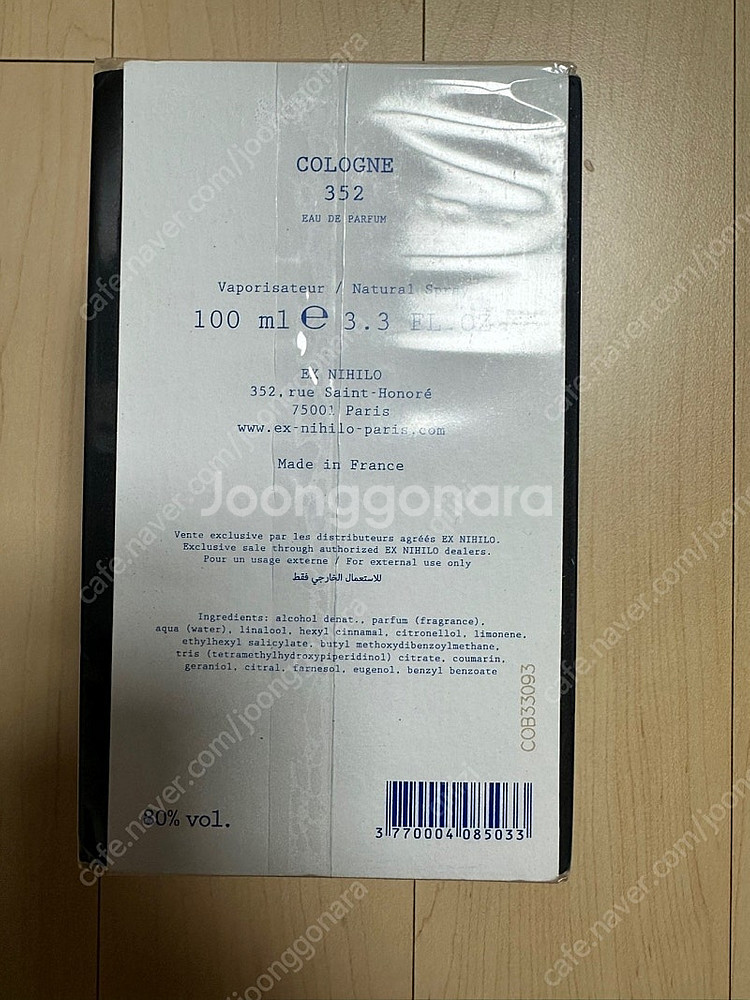 COLOGNE
352
EAU DE PARFUM
Vaporisateur / Natural Spray
100 ml e 3.3 FL.OZ
EX NIHILO
352, rue Saint-Honoré
75001 Paris
www.ex-nihilo-paris.com
Made in France
Joonggonara
Vente exclusive par les distributeurs agréés EX NIHILO.
Exclusive sale through authorized EX NIHILO dealers.
Pour un usage externe / For external use only
للاستعمال الخارجي فقط
Ingredients: alcohol denat., parfum (fragrance),
aqua (water), linalool, hexyl cinnamal, citronellol, limonene,
ethylhexyl salicylate, butyl methoxydibenzoylmethane,
tris (tetramethylhydroxypiperidinol) citrate, coumarin,
geraniol, citral, farnesol, eugenol, benzyl benzoate
COB33093
80% vol.
3 770004 085033
cafe.naver.com/joonggonara